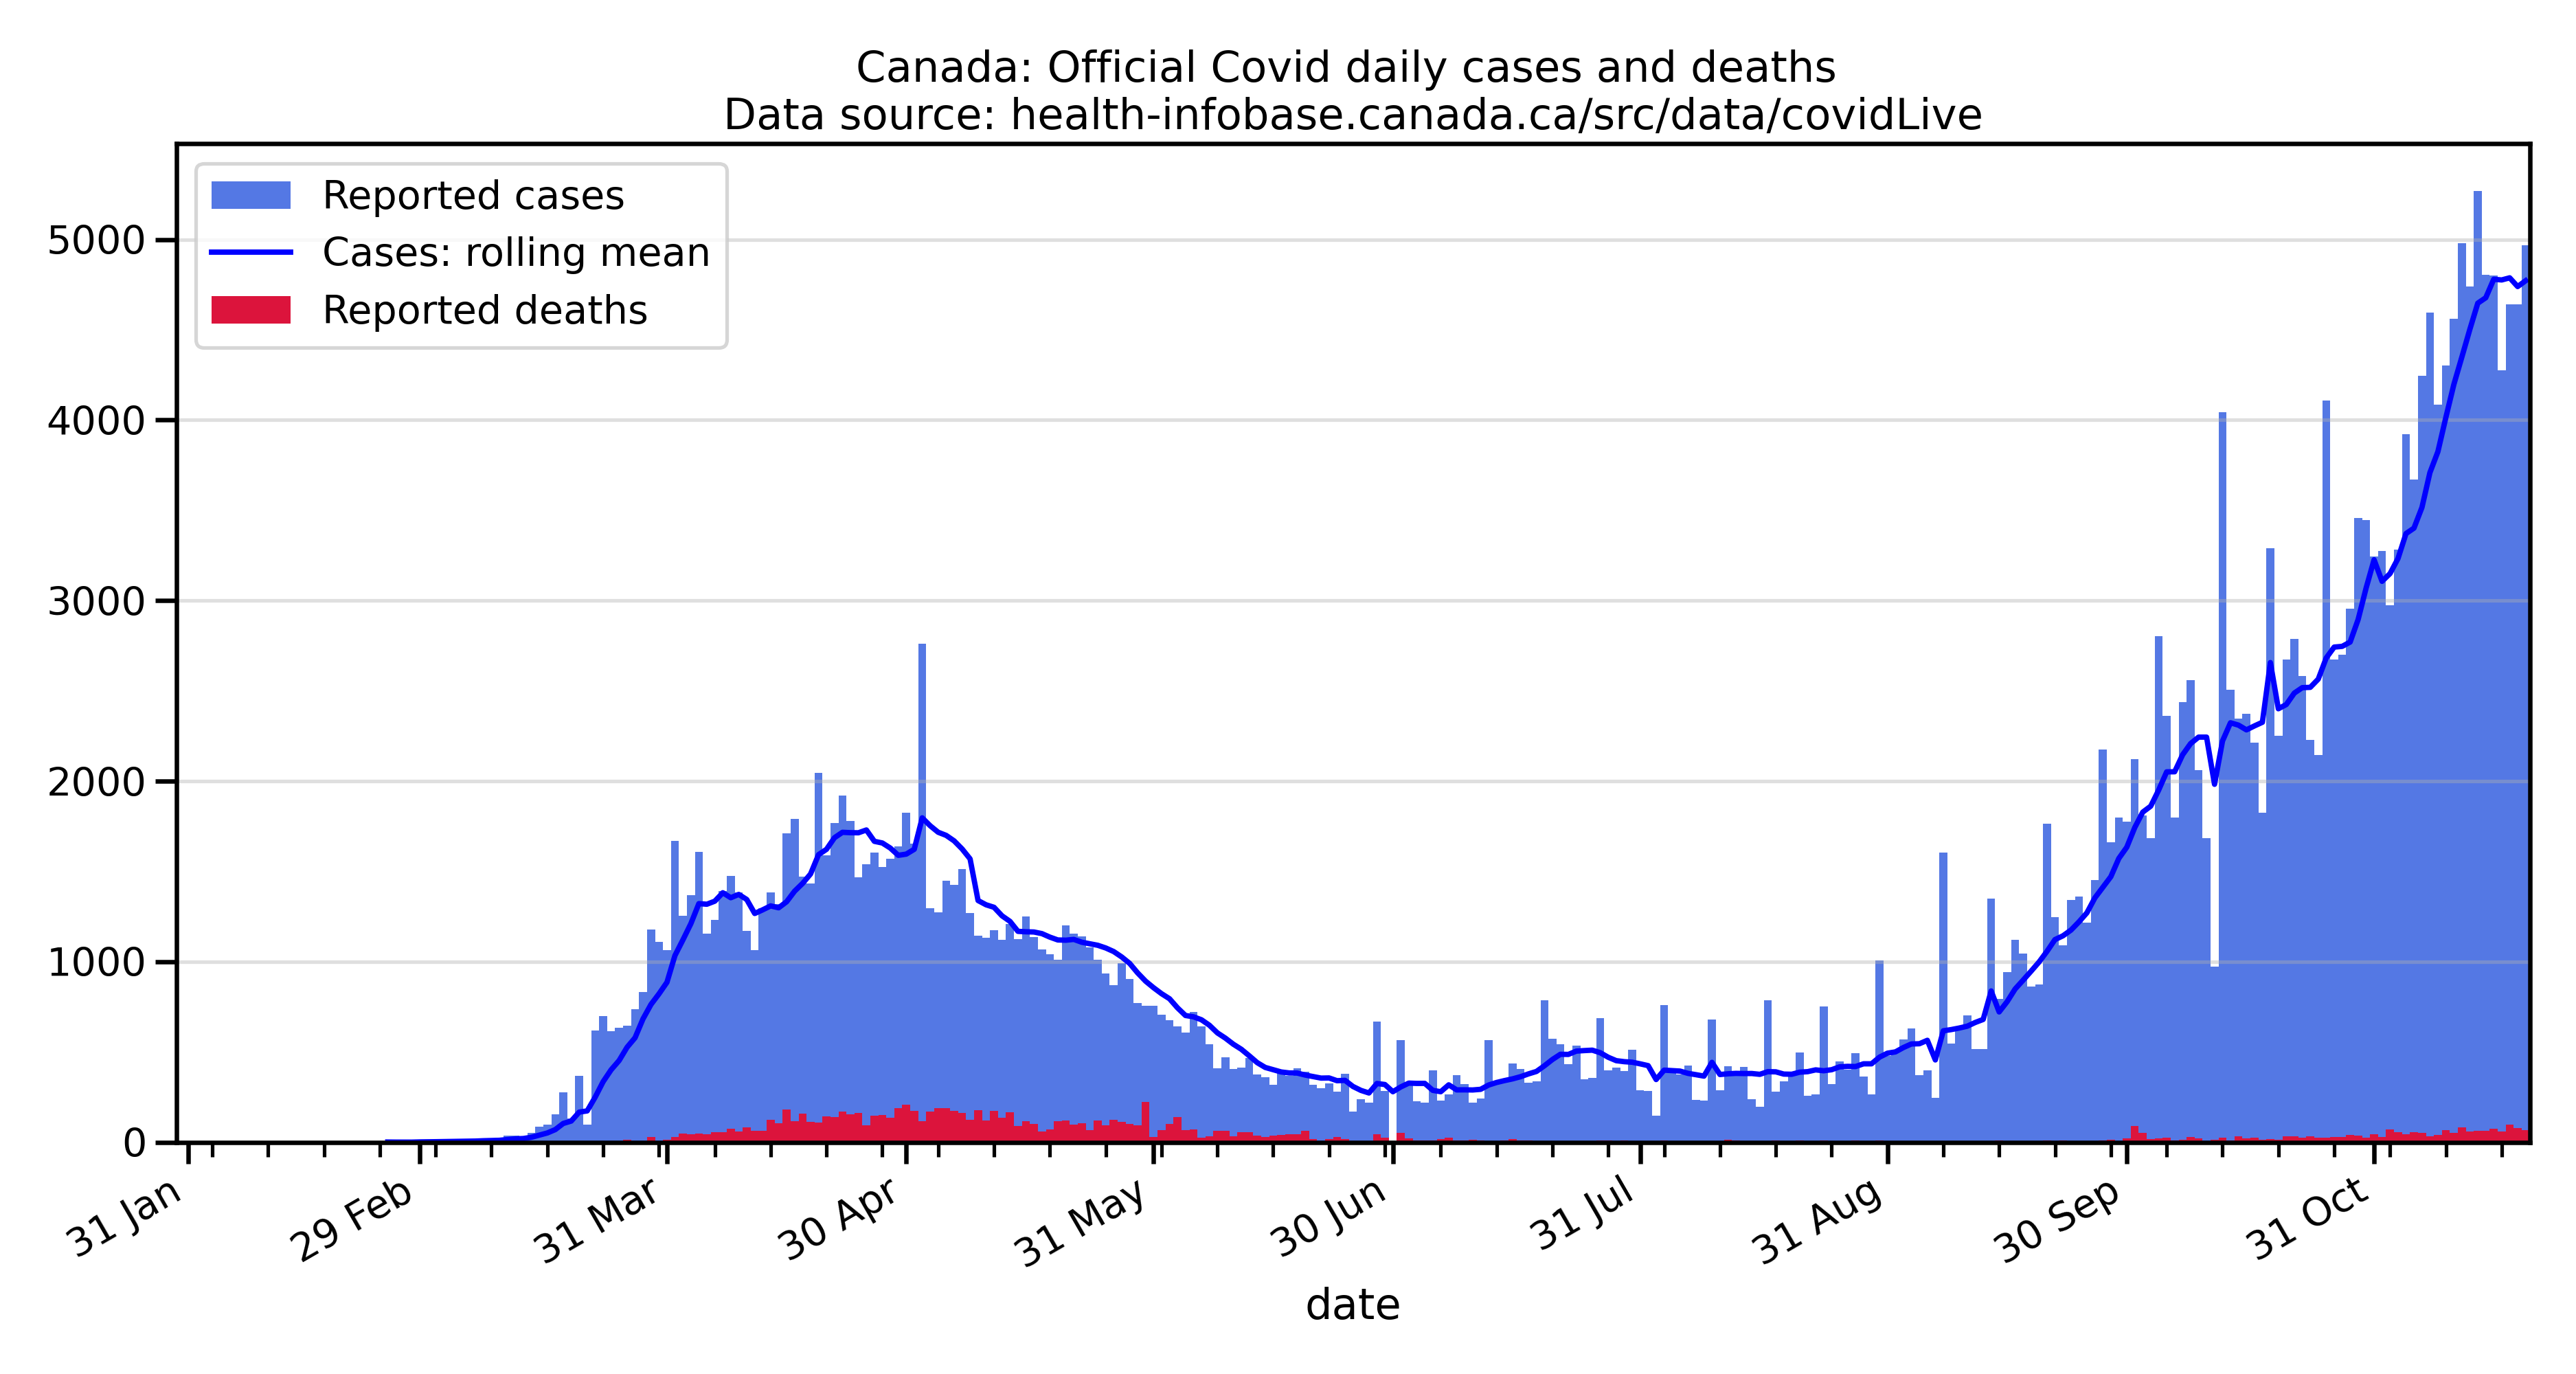 Canada: Official Covid daily cases and deaths
Data source: health-infobase.canada.ca/src/data/covidLive
Reported cases
Cases: rolling mean
Reported deaths
5000
4000
3000
2000
1000
0
31 Jan
29 Feb
31 Mar
30 Apr
31 May
30 Jun
31 Jul
31 Aug
30 Sep
31 Oct
date